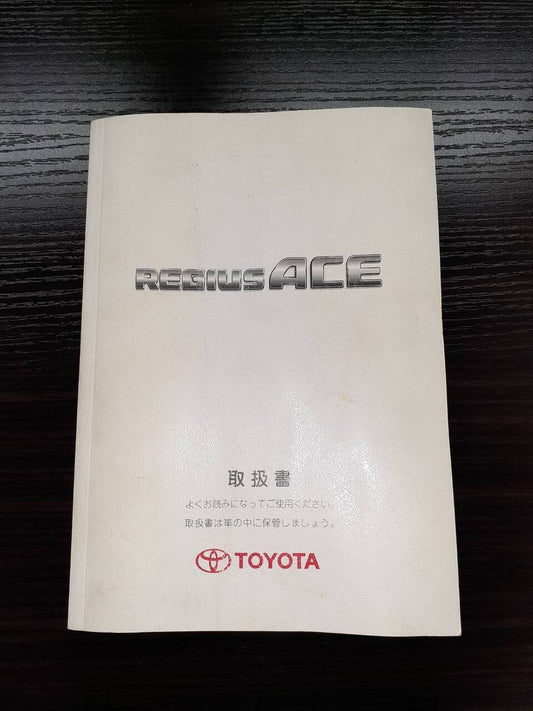 REGIUS ACE
取扱書
よくお読みになってご使用ください。
取扱書は車の中に保管しましょう。
TOYOTA